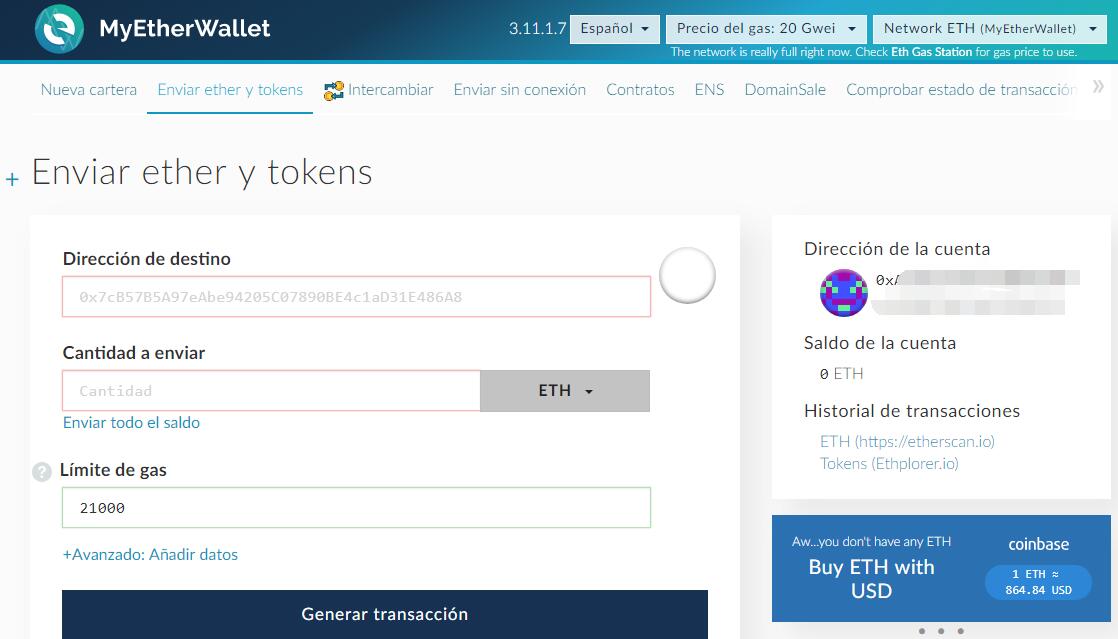 MyEtherWallet
3.11.1.7 Español Precio del gas: 20 Gwei Network ETH (MyEtherWallet)
The network is really full right now. Check Eth Gas Station for gas price to use.
Nueva cartera Enviar ether y tokens Intercambiar Enviar sin conexión Contratos ENS DomainSale Comprobar estado de transacción »
+ Enviar ether y tokens
Dirección de destino
0x7cB57B5A97eAbe94205C07890BE4c1aD31E486A8
Cantidad a enviar
Cantidad ETH
Enviar todo el saldo
? Límite de gas
21000
+Avanzado: Añadir datos
Generar transacción
Dirección de la cuenta
Saldo de la cuenta
0 ETH
Historial de transacciones
ETH (https://etherscan.io)
Tokens (Ethplorer.io)
Aw...you don't have any ETH
Buy ETH with
USD
coinbase
1 ETH ≈
864.84 USD